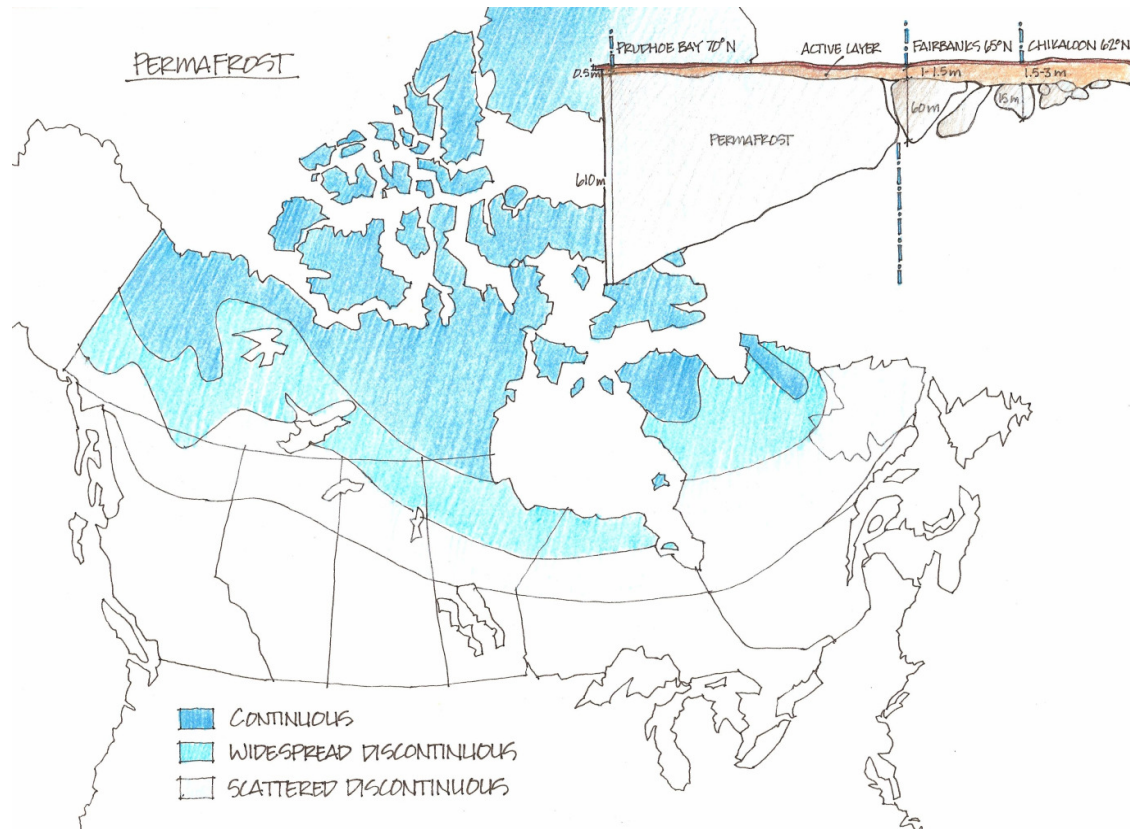 PERMAFROST
PRUDHOE BAY 70°N
ACTIVE LAYER
FAIRBANKS 65°N
CHIKALOON 62°N
0.5m
1-1.5m
1.5-3 m
60m
15m
PERMAFROST
610m
CONTINUOUS
WIDESPREAD DISCONTINUOUS
SCATTERED DISCONTINUOUS